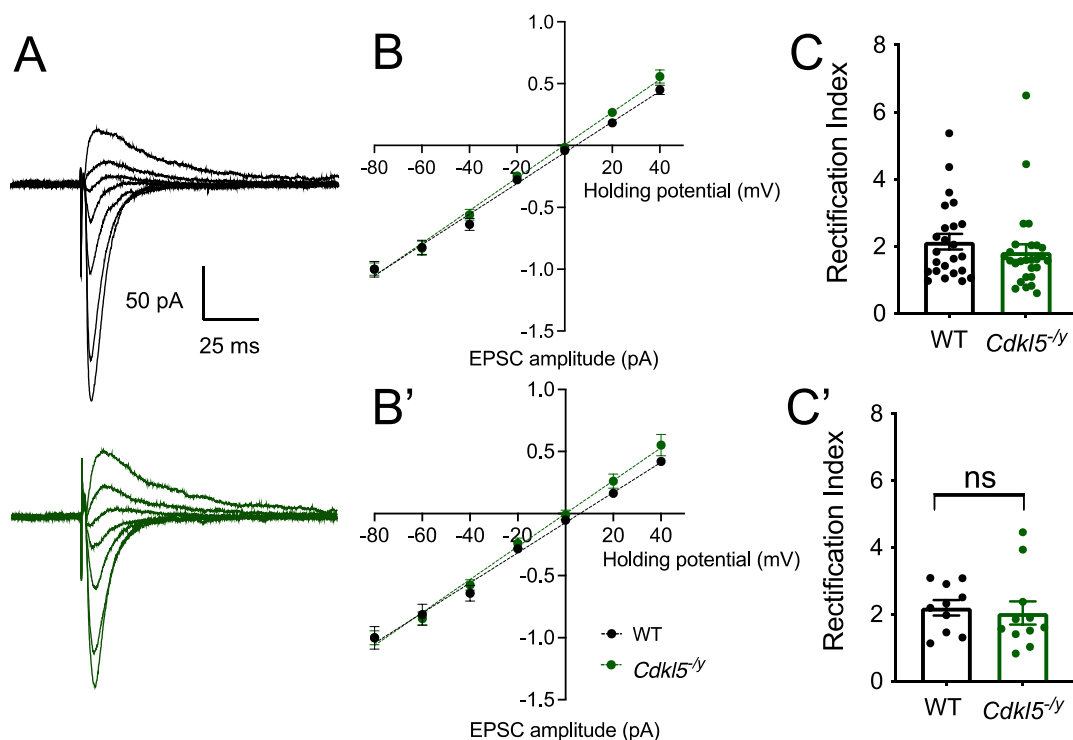 A
50 pA
25 ms
B
1.0
0.5
-80 -60 -40 -20 0 20 40
Holding potential (mV)
-0.5
-1.0
-1.5
EPSC amplitude (pA)
C
Rectification Index
8
6
4
2
0
WT Cdkl5-/y
B'
1.0
0.5
-80 -60 -40 -20 0 20 40
Holding potential (mV)
-0.5
-1.0
-1.5
WT
Cdkl5-/y
EPSC amplitude (pA)
C'
Rectification Index
8
6
4
2
0
ns
WT Cdkl5-/y